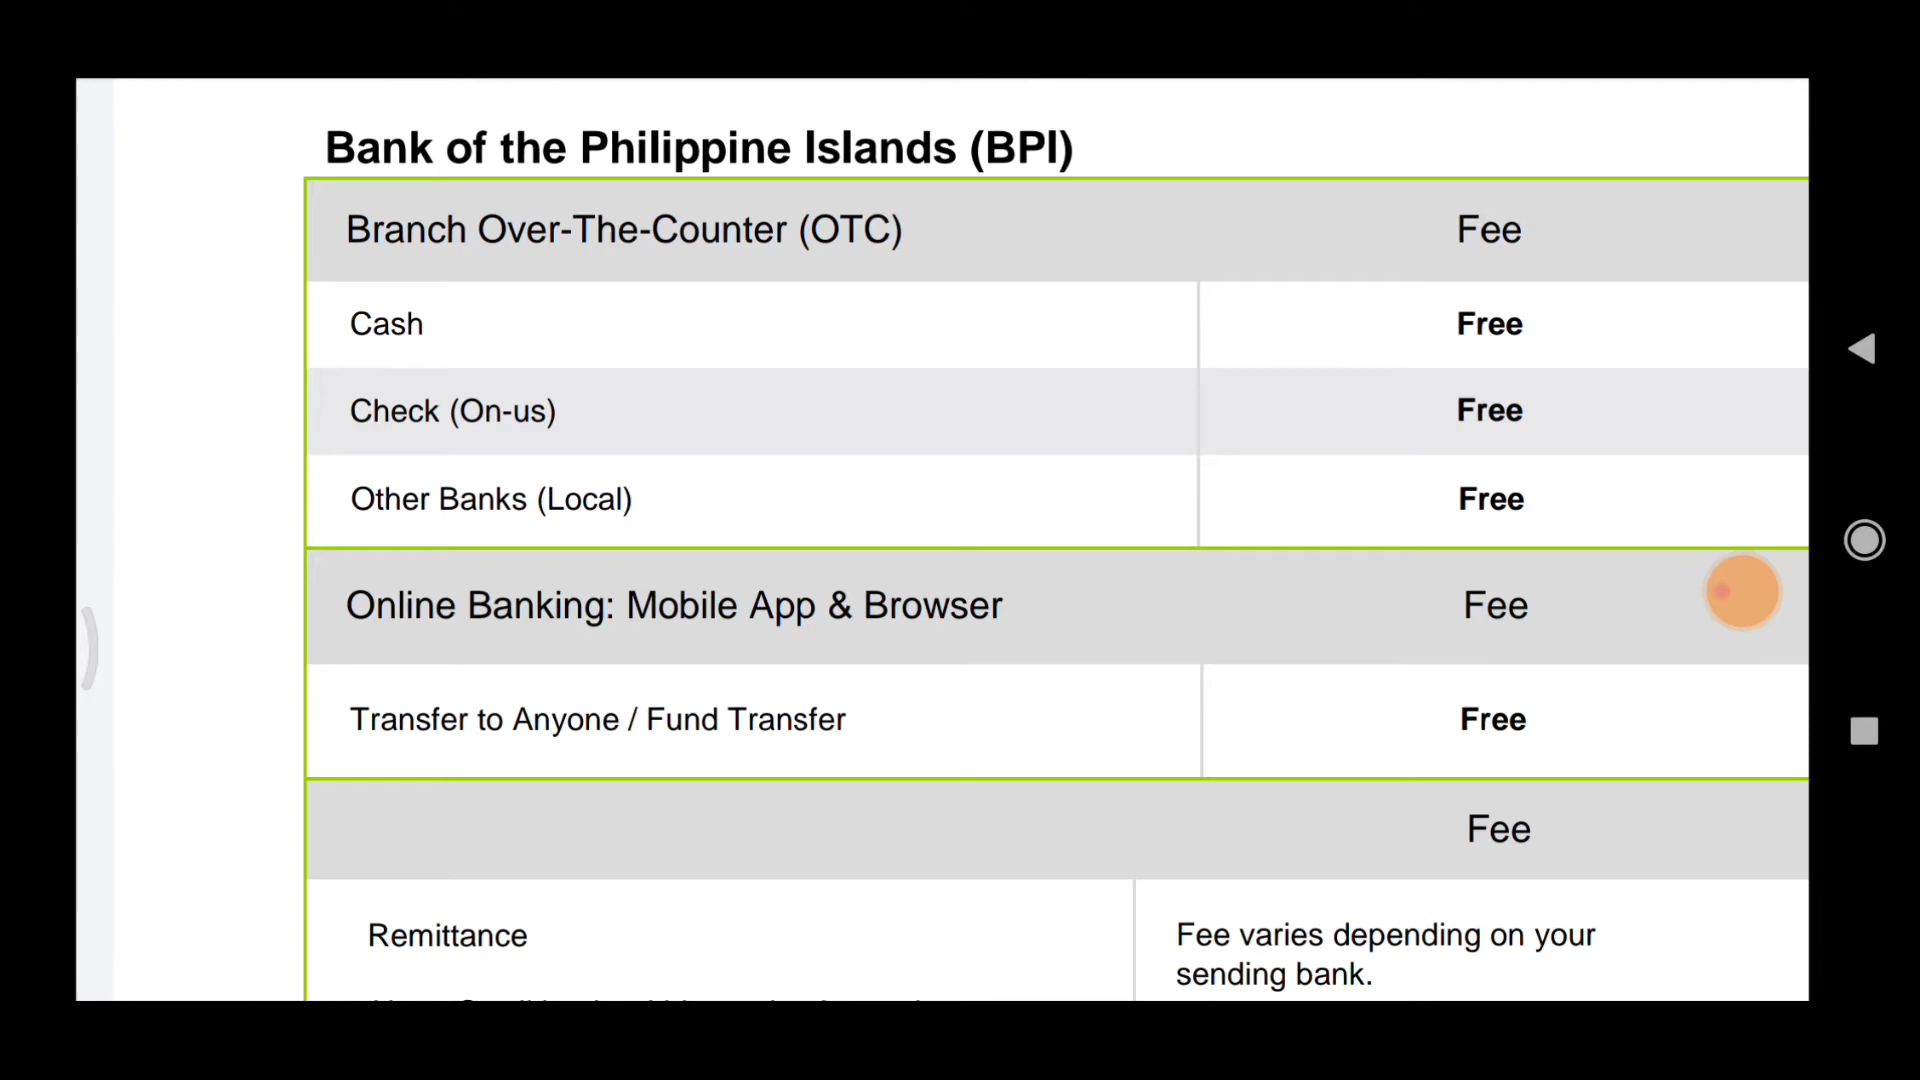 Bank of the Philippine Islands (BPI)
Branch Over-The-Counter (OTC) Fee
Cash Free
Check (On-us) Free
Other Banks (Local) Free
Online Banking: Mobile App & Browser Fee
Transfer to Anyone / Fund Transfer Free
Fee
Remittance Fee varies depending on your
sending bank.